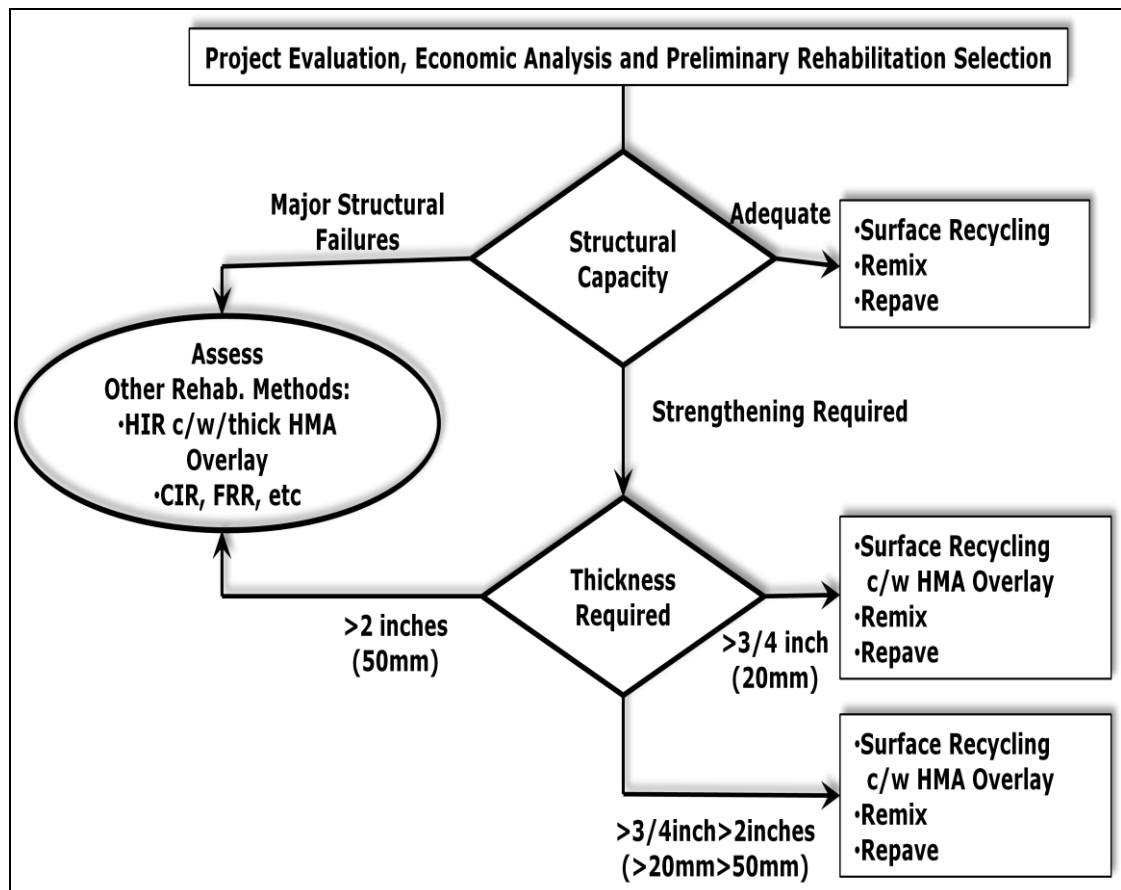 Project Evaluation, Economic Analysis and Preliminary Rehabilitation Selection
Major Structural
Failures
Structural
Capacity
Adequate
·Surface Recycling
·Remix
·Repave
Assess
Other Rehab. Methods:
·HIR c/w/thick HMA
Overlay
·CIR, FRR, etc
Strengthening Required
Thickness
Required
>2 inches
(50mm)
>3/4 inch
(20mm)
·Surface Recycling
c/w HMA Overlay
·Remix
·Repave
>3/4inch>2inches
(>20mm>50mm)
·Surface Recycling
c/w HMA Overlay
·Remix
·Repave